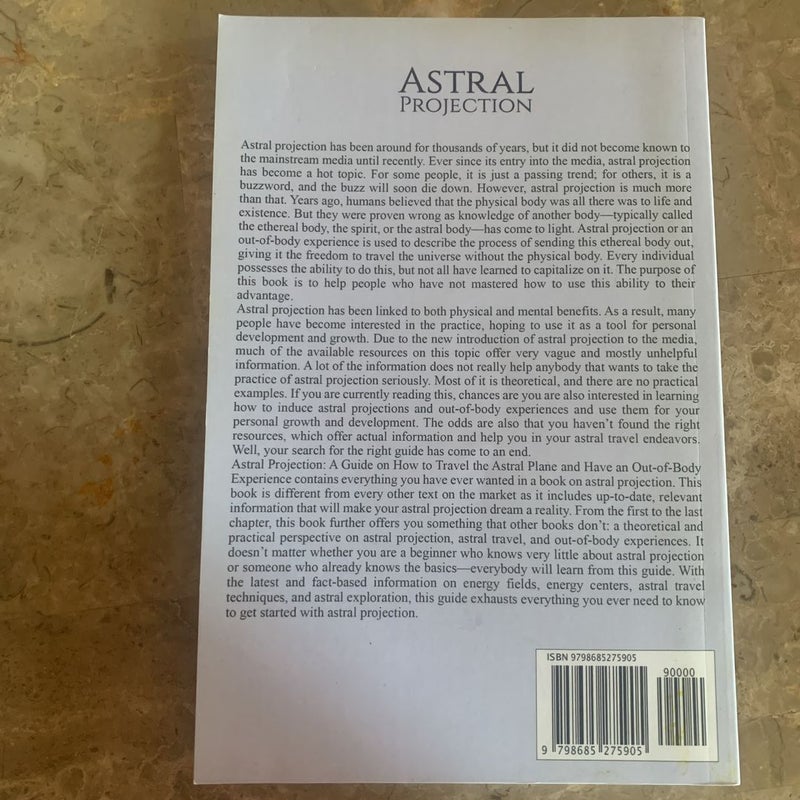 ASTRAL
PROJECTION
Astral projection has been around for thousands of years, but it did not become known to
the mainstream media until recently. Ever since its entry into the media, astral projection
has become a hot topic. For some people, it is just a passing trend; for others, it is a
buzzword, and the buzz will soon die down. However, astral projection is much more
than that. Years ago, humans believed that the physical body was all there was to life and
existence. But they were proven wrong as knowledge of another body—typically called
the ethereal body, the spirit, or the astral body—has come to light. Astral projection or an
out-of-body experience is used to describe the process of sending this ethereal body out,
giving it the freedom to travel the universe without the physical body. Every individual
possesses the ability to do this, but not all have learned to capitalize on it. The purpose of
this book is to help people who have not mastered how to use this ability to their
advantage.
Astral projection has been linked to both physical and mental benefits. As a result, many
people have become interested in the practice, hoping to use it as a tool for personal
development and growth. Due to the new introduction of astral projection to the media,
much of the available resources on this topic offer very vague and mostly unhelpful
information. A lot of the information does not really help anybody that wants to take the
practice of astral projection seriously. Most of it is theoretical, and there are no practical
examples. If you are currently reading this, chances are you are also interested in learning
how to induce astral projections and out-of-body experiences and use them for your
personal growth and development. The odds are also that you haven't found the right
resources, which offer actual information and help you in your astral travel endeavors.
Well, your search for the right guide has come to an end.
Astral Projection: A Guide on How to Travel the Astral Plane and Have an Out-of-Body
Experience contains everything you have ever wanted in a book on astral projection. This
book is different from every other text on the market as it includes up-to-date, relevant
information that will make your astral projection dream a reality. From the first to the last
chapter, this book further offers you something that other books don't: a theoretical and
practical perspective on astral projection, astral travel, and out-of-body experiences. It
doesn't matter whether you are a beginner who knows very little about astral projection
or someone who already knows the basics—everybody will learn from this guide. With
the latest and fact-based information on energy fields, energy centers, astral travel
techniques, and astral exploration, this guide exhausts everything you ever need to know
to get started with astral projection.
ISBN 9798685275905
90000
9 798685 275905